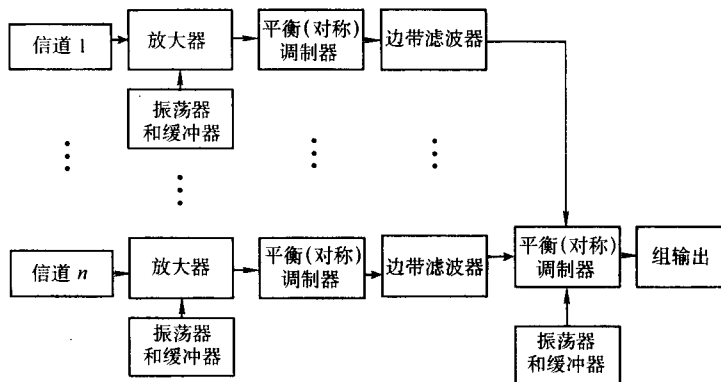 信道 1
放大器
平衡(对称)
调制器
边带滤波器
振荡器
和缓冲器
信道 n
放大器
平衡(对称)
调制器
边带滤波器
平衡(对称)
调制器
组输出
振荡器
和缓冲器
振荡器
和缓冲器